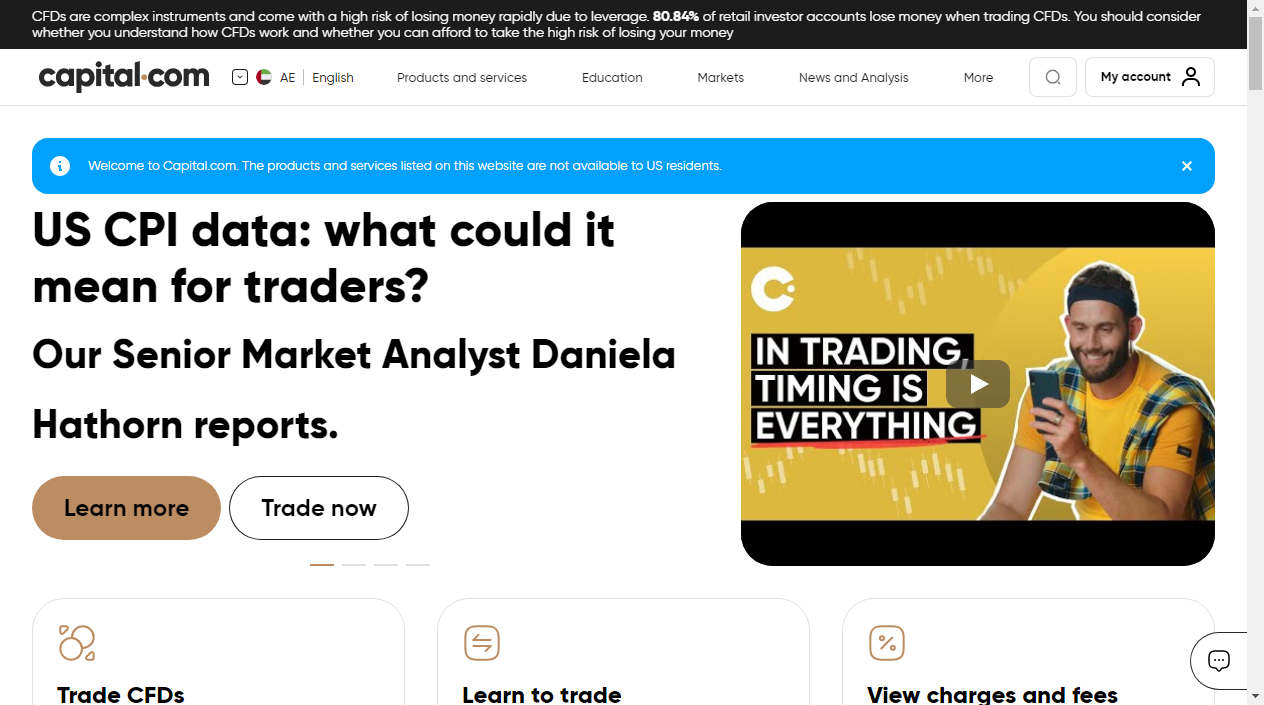 CFDs are complex instruments and come with a high risk of losing money rapidly due to leverage. 80.84% of retail investor accounts lose money when trading CFDs. You should consider
whether you understand how CFDs work and whether you can afford to take the high risk of losing your money
capital.com
AE
English
Products and services
Education
Markets
News and Analysis
More
My account
Welcome to Capital.com. The products and services listed on this website are not available to US residents.
US CPI data: what could it
mean for traders?
Our Senior Market Analyst Daniela
Hathorn reports.
Learn more
Trade now
IN TRADING,
TIMING IS
EVERYTHING
Trade CFDs
Learn to trade
View charges and fees